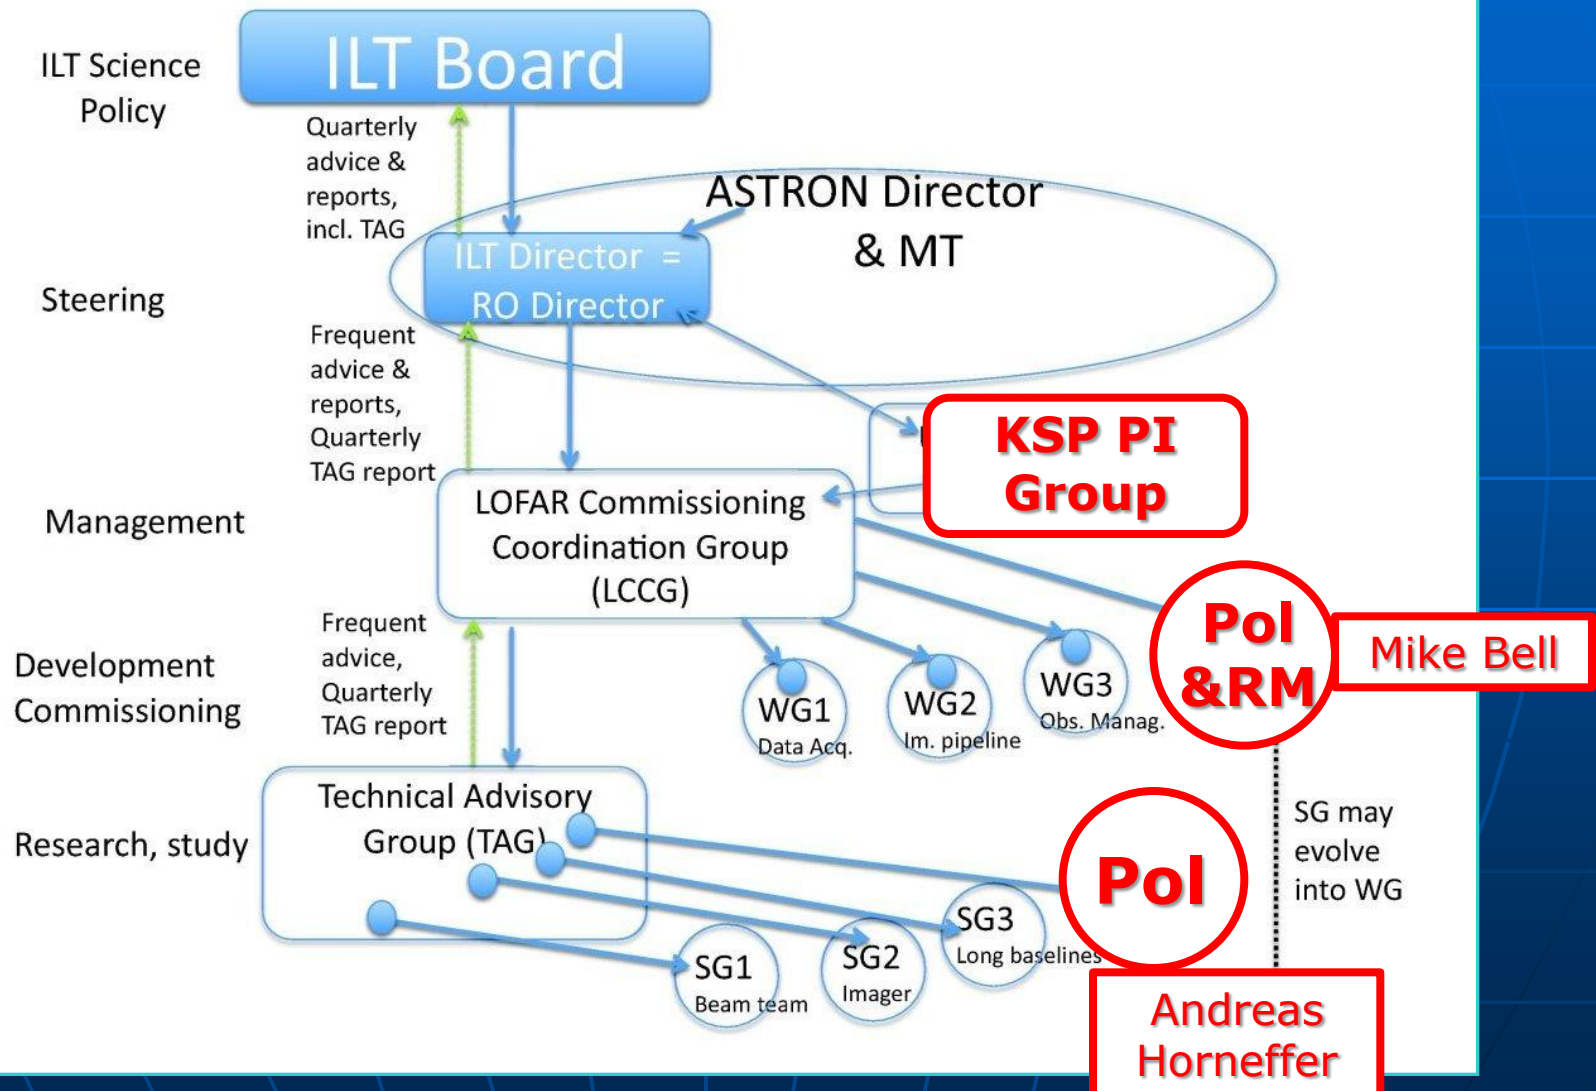 ILT Science
Policy
ILT Board
Quarterly
advice &
reports,
incl. TAG
ASTRON Director
& MT
ILT Director =
RO Director
Steering
Frequent
advice &
reports,
Quarterly
TAG report
KSP PI
Group
Management
LOFAR Commissioning
Coordination Group
(LCCG)
Pol
&RM
Mike Bell
Frequent
advice,
Quarterly
TAG report
Development
Commissioning
WG1
Data Acq.
WG2
Im. pipeline
WG3
Obs. Manag.
Technical Advisory
Group (TAG)
Research, study
Pol
SG may
evolve
into WG
SG1
Beam team
SG2
Imager
SG3
Long baselines
Andreas
Horneffer